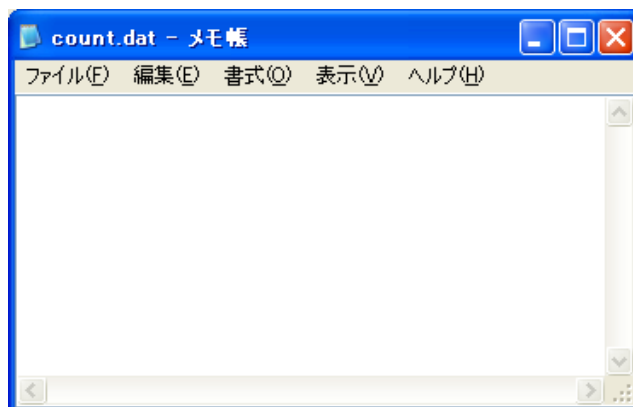 count.dat - メモ帳
ファイル(F) 編集(E) 書式(O) 表示(V) ヘルプ(H)